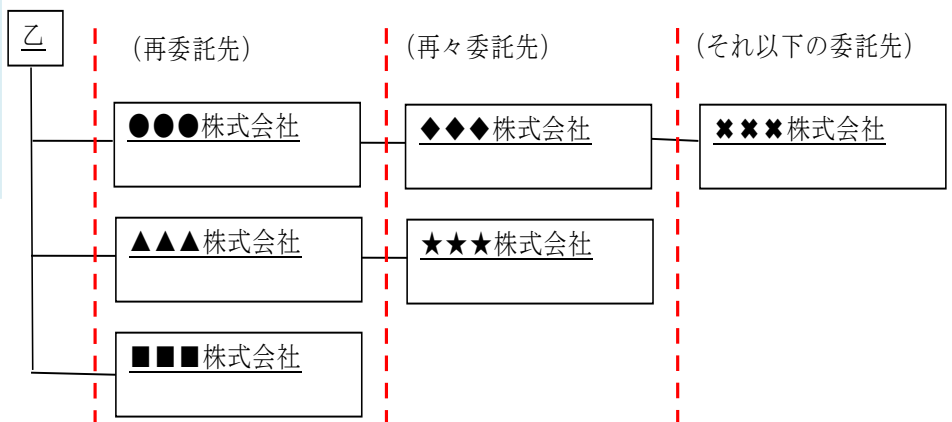 乙
(再委託先)
(再々委託先)
(それ以下の委託先)
●●●株式会社
◆◆◆株式会社
✖✖✖株式会社
▲▲▲株式会社
★★★株式会社
■■■株式会社